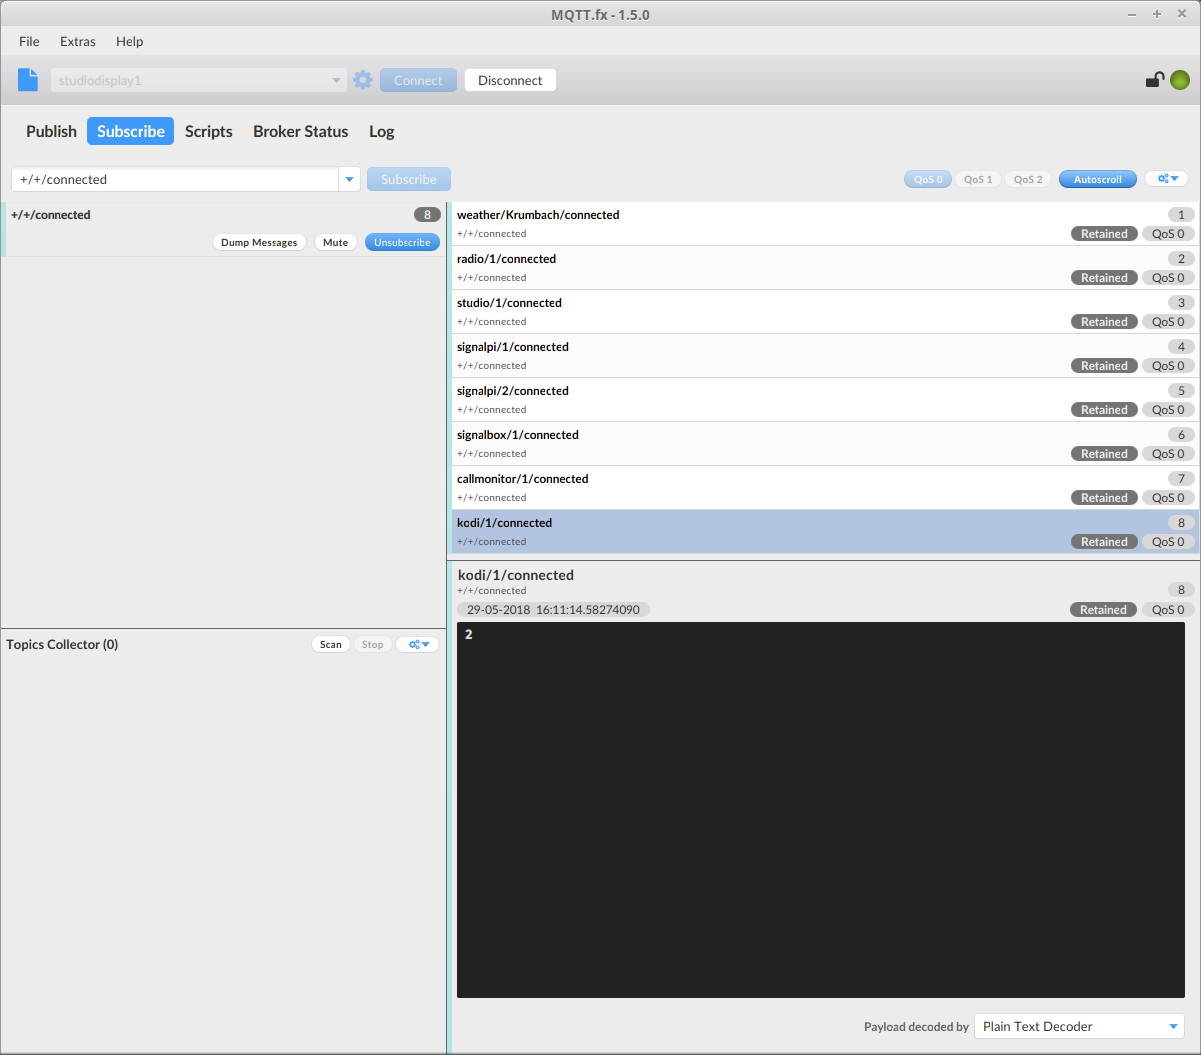 MQTT.fx - 1.5.0
File Extras Help
studiodisplay1 Connect Disconnect
Publish Subscribe Scripts Broker Status Log
+/+/connected Subscribe QoS 0 QoS 1 QoS 2 Autoscroll
+/+/connected 8
Dump Messages Mute Unsubscribe
weather/Krumbach/connected 1
+/+/connected Retained QoS 0
radio/1/connected 2
+/+/connected Retained QoS 0
studio/1/connected 3
+/+/connected Retained QoS 0
signalpi/1/connected 4
+/+/connected Retained QoS 0
signalpi/2/connected 5
+/+/connected Retained QoS 0
signalbox/1/connected 6
+/+/connected Retained QoS 0
callmonitor/1/connected 7
+/+/connected Retained QoS 0
kodi/1/connected 8
+/+/connected Retained QoS 0
Topics Collector (0) Scan Stop
kodi/1/connected
+/+/connected 8
29-05-2018 16:11:14.58274090 Retained QoS 0
2
Payload decoded by Plain Text Decoder